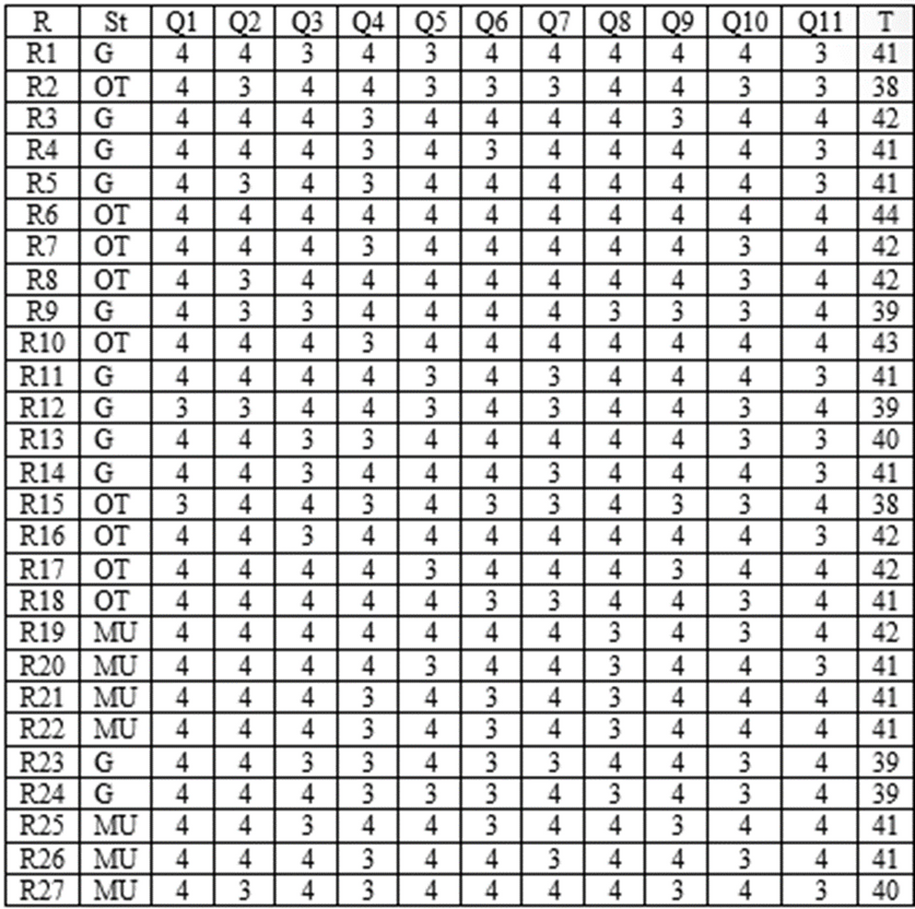 R St Q1 Q2 Q3 Q4 Q5 Q6 Q7 Q8 Q9 Q10 Q11 T
R1 G 4 4 3 4 3 4 4 4 4 4 3 41
R2 OT 4 3 4 4 3 3 3 4 4 3 3 38
R3 G 4 4 4 3 4 4 4 4 3 4 4 42
R4 G 4 4 4 3 4 3 4 4 4 4 3 41
R5 G 4 3 4 3 4 4 4 4 4 4 3 41
R6 OT 4 4 4 4 4 4 4 4 4 4 4 44
R7 OT 4 4 4 3 4 4 4 4 4 3 4 42
R8 OT 4 3 4 4 4 4 4 4 4 3 4 42
R9 G 4 3 3 4 4 4 4 3 3 3 4 39
R10 OT 4 4 4 3 4 4 4 4 4 4 4 43
R11 G 4 4 4 4 3 4 3 4 4 4 3 41
R12 G 3 3 4 4 3 4 3 4 4 3 4 39
R13 G 4 4 3 3 4 4 4 4 4 3 3 40
R14 G 4 4 3 4 4 4 3 4 4 4 3 41
R15 OT 3 4 4 3 4 3 3 4 3 3 4 38
R16 OT 4 4 3 4 4 4 4 4 4 4 3 42
R17 OT 4 4 4 4 3 4 4 4 3 4 4 42
R18 OT 4 4 4 4 4 3 3 4 4 3 4 41
R19 MU 4 4 4 4 4 4 4 3 4 3 4 42
R20 MU 4 4 4 4 3 4 4 3 4 4 3 41
R21 MU 4 4 4 3 4 3 4 3 4 4 4 41
R22 MU 4 4 4 3 4 3 4 3 4 4 4 41
R23 G 4 4 3 3 4 3 3 4 4 3 4 39
R24 G 4 4 4 3 3 3 4 3 4 3 4 39
R25 MU 4 4 3 4 4 3 4 4 3 4 4 41
R26 MU 4 4 4 3 4 4 3 4 4 3 4 41
R27 MU 4 3 4 3 4 4 4 4 3 4 3 40